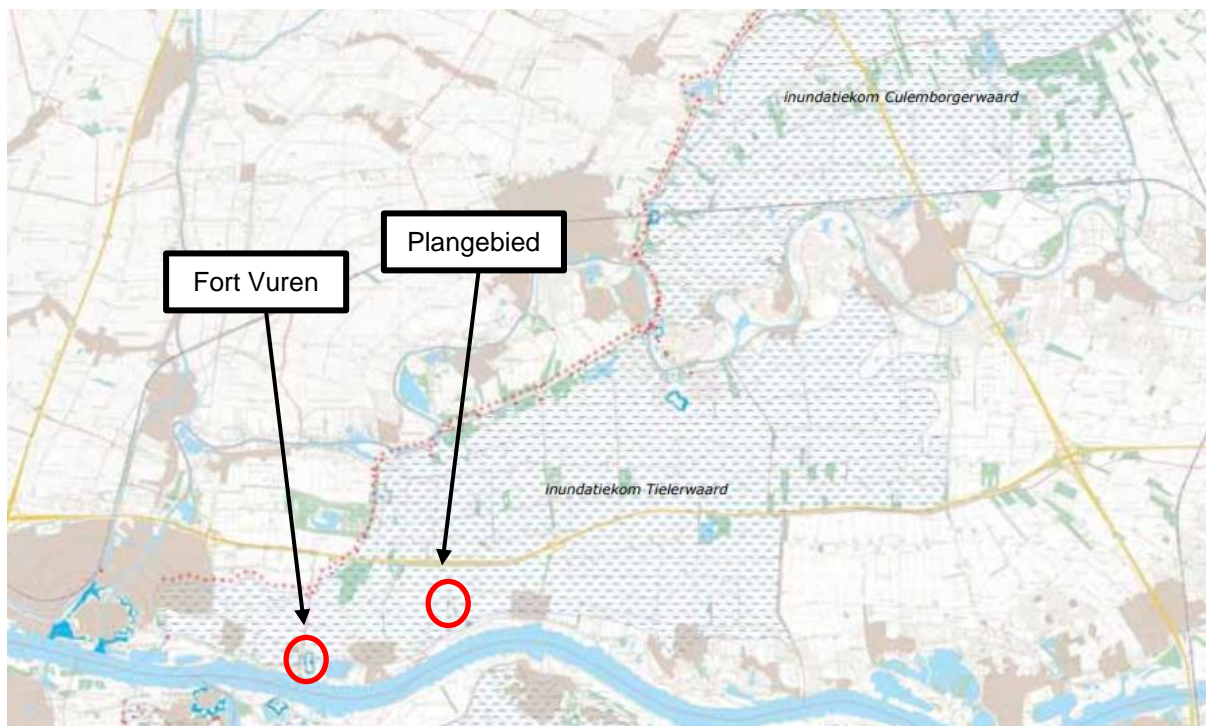 inundatiekom Culemborgerwaard
Plangebied
Fort Vuren
inundatiekom Tielerwaard